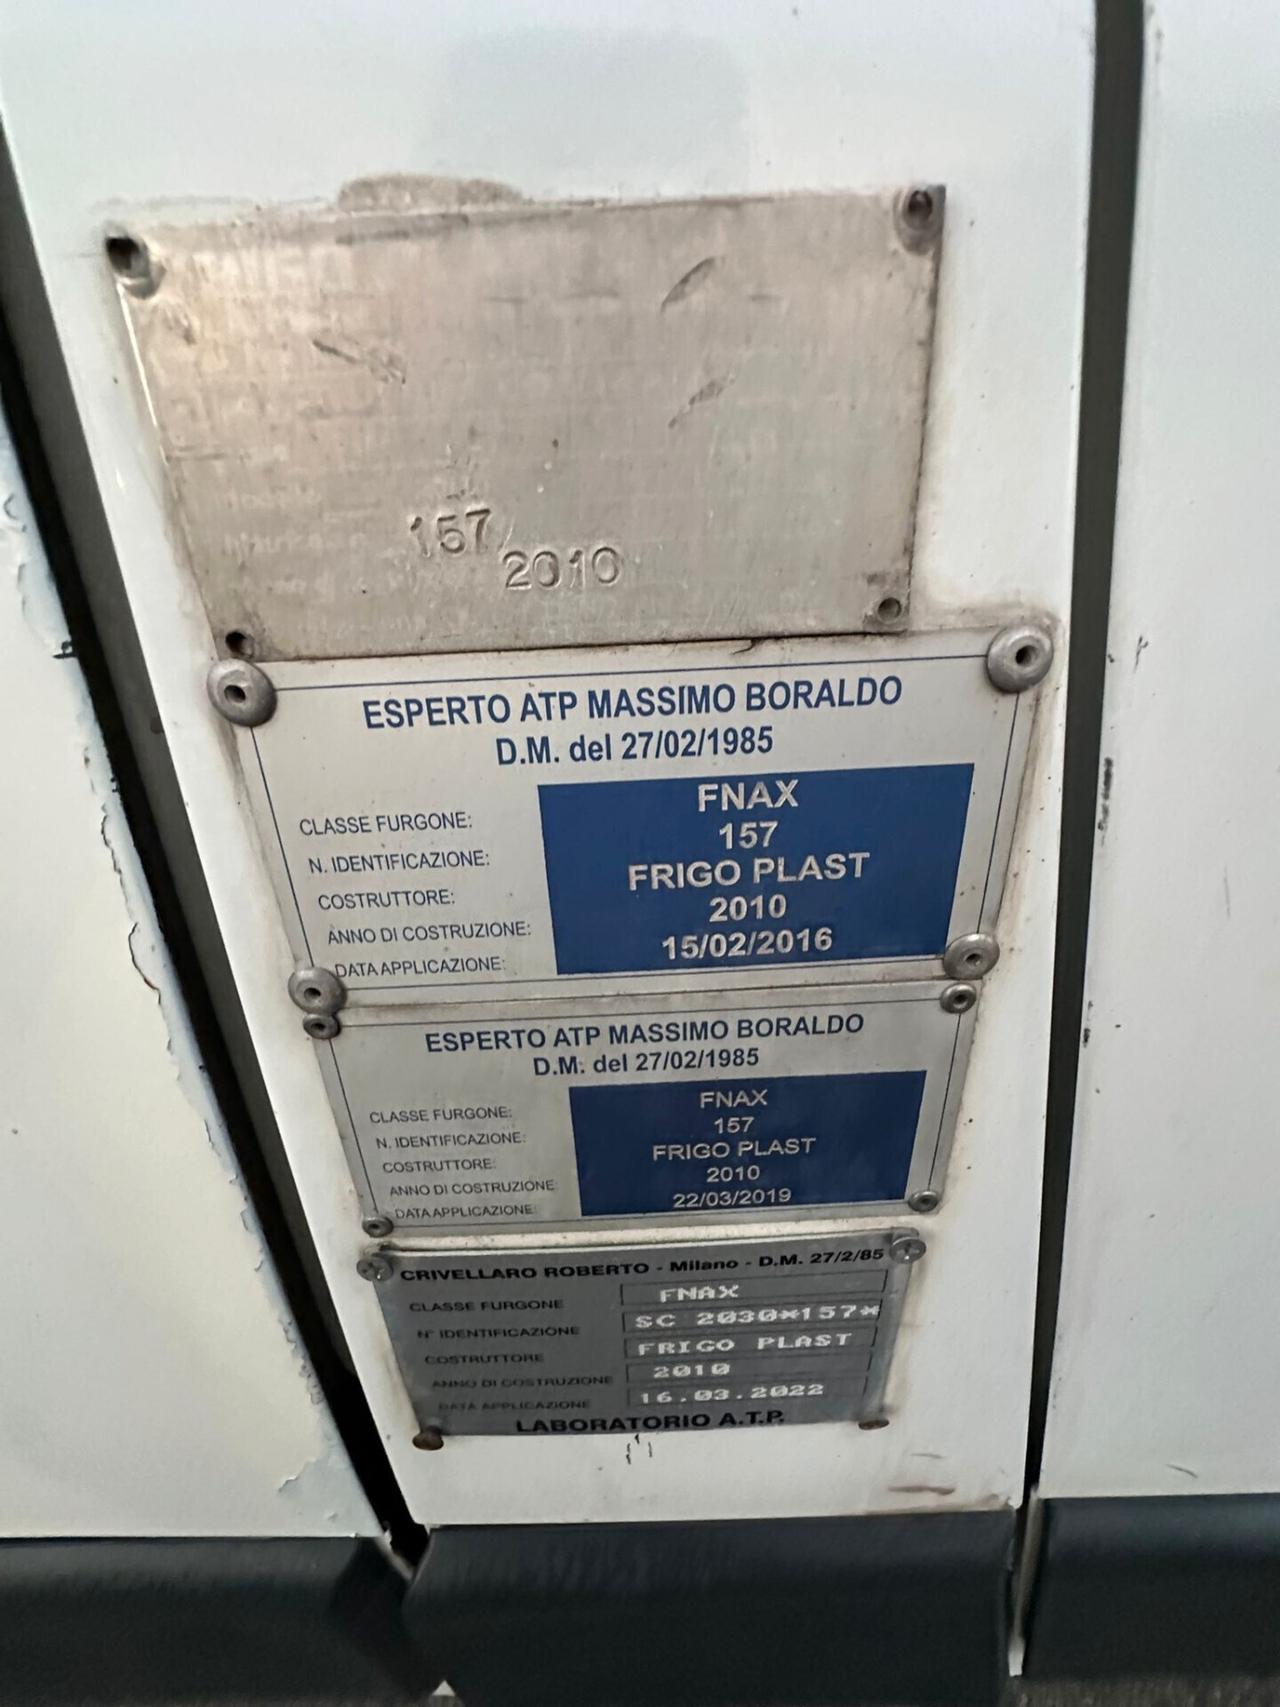 157
2010
ESPERTO ATP MASSIMO BORALDO
D.M. del 27/02/1985
CLASSE FURGONE: FNAX
N. IDENTIFICAZIONE: 157
COSTRUTTORE: FRIGO PLAST
ANNO DI COSTRUZIONE: 2010
DATA APPLICAZIONE: 15/02/2016
ESPERTO ATP MASSIMO BORALDO
D.M. del 27/02/1985
CLASSE FURGONE: FNAX
N. IDENTIFICAZIONE: 157
COSTRUTTORE: FRIGO PLAST
ANNO DI COSTRUZIONE: 2010
DATA APPLICAZIONE: 22/03/2019
CRIVELLARO ROBERTO - Milano - D.M. 27/2/85
CLASSE FURGONE FNAX
N° IDENTIFICAZIONE SC 2030*157*
COSTRUTTORE FRIGO PLAST
ANNO DI COSTRUZIONE 2010
DATA APPLICAZIONE 16.03.2022
LABORATORIO A.T.P.